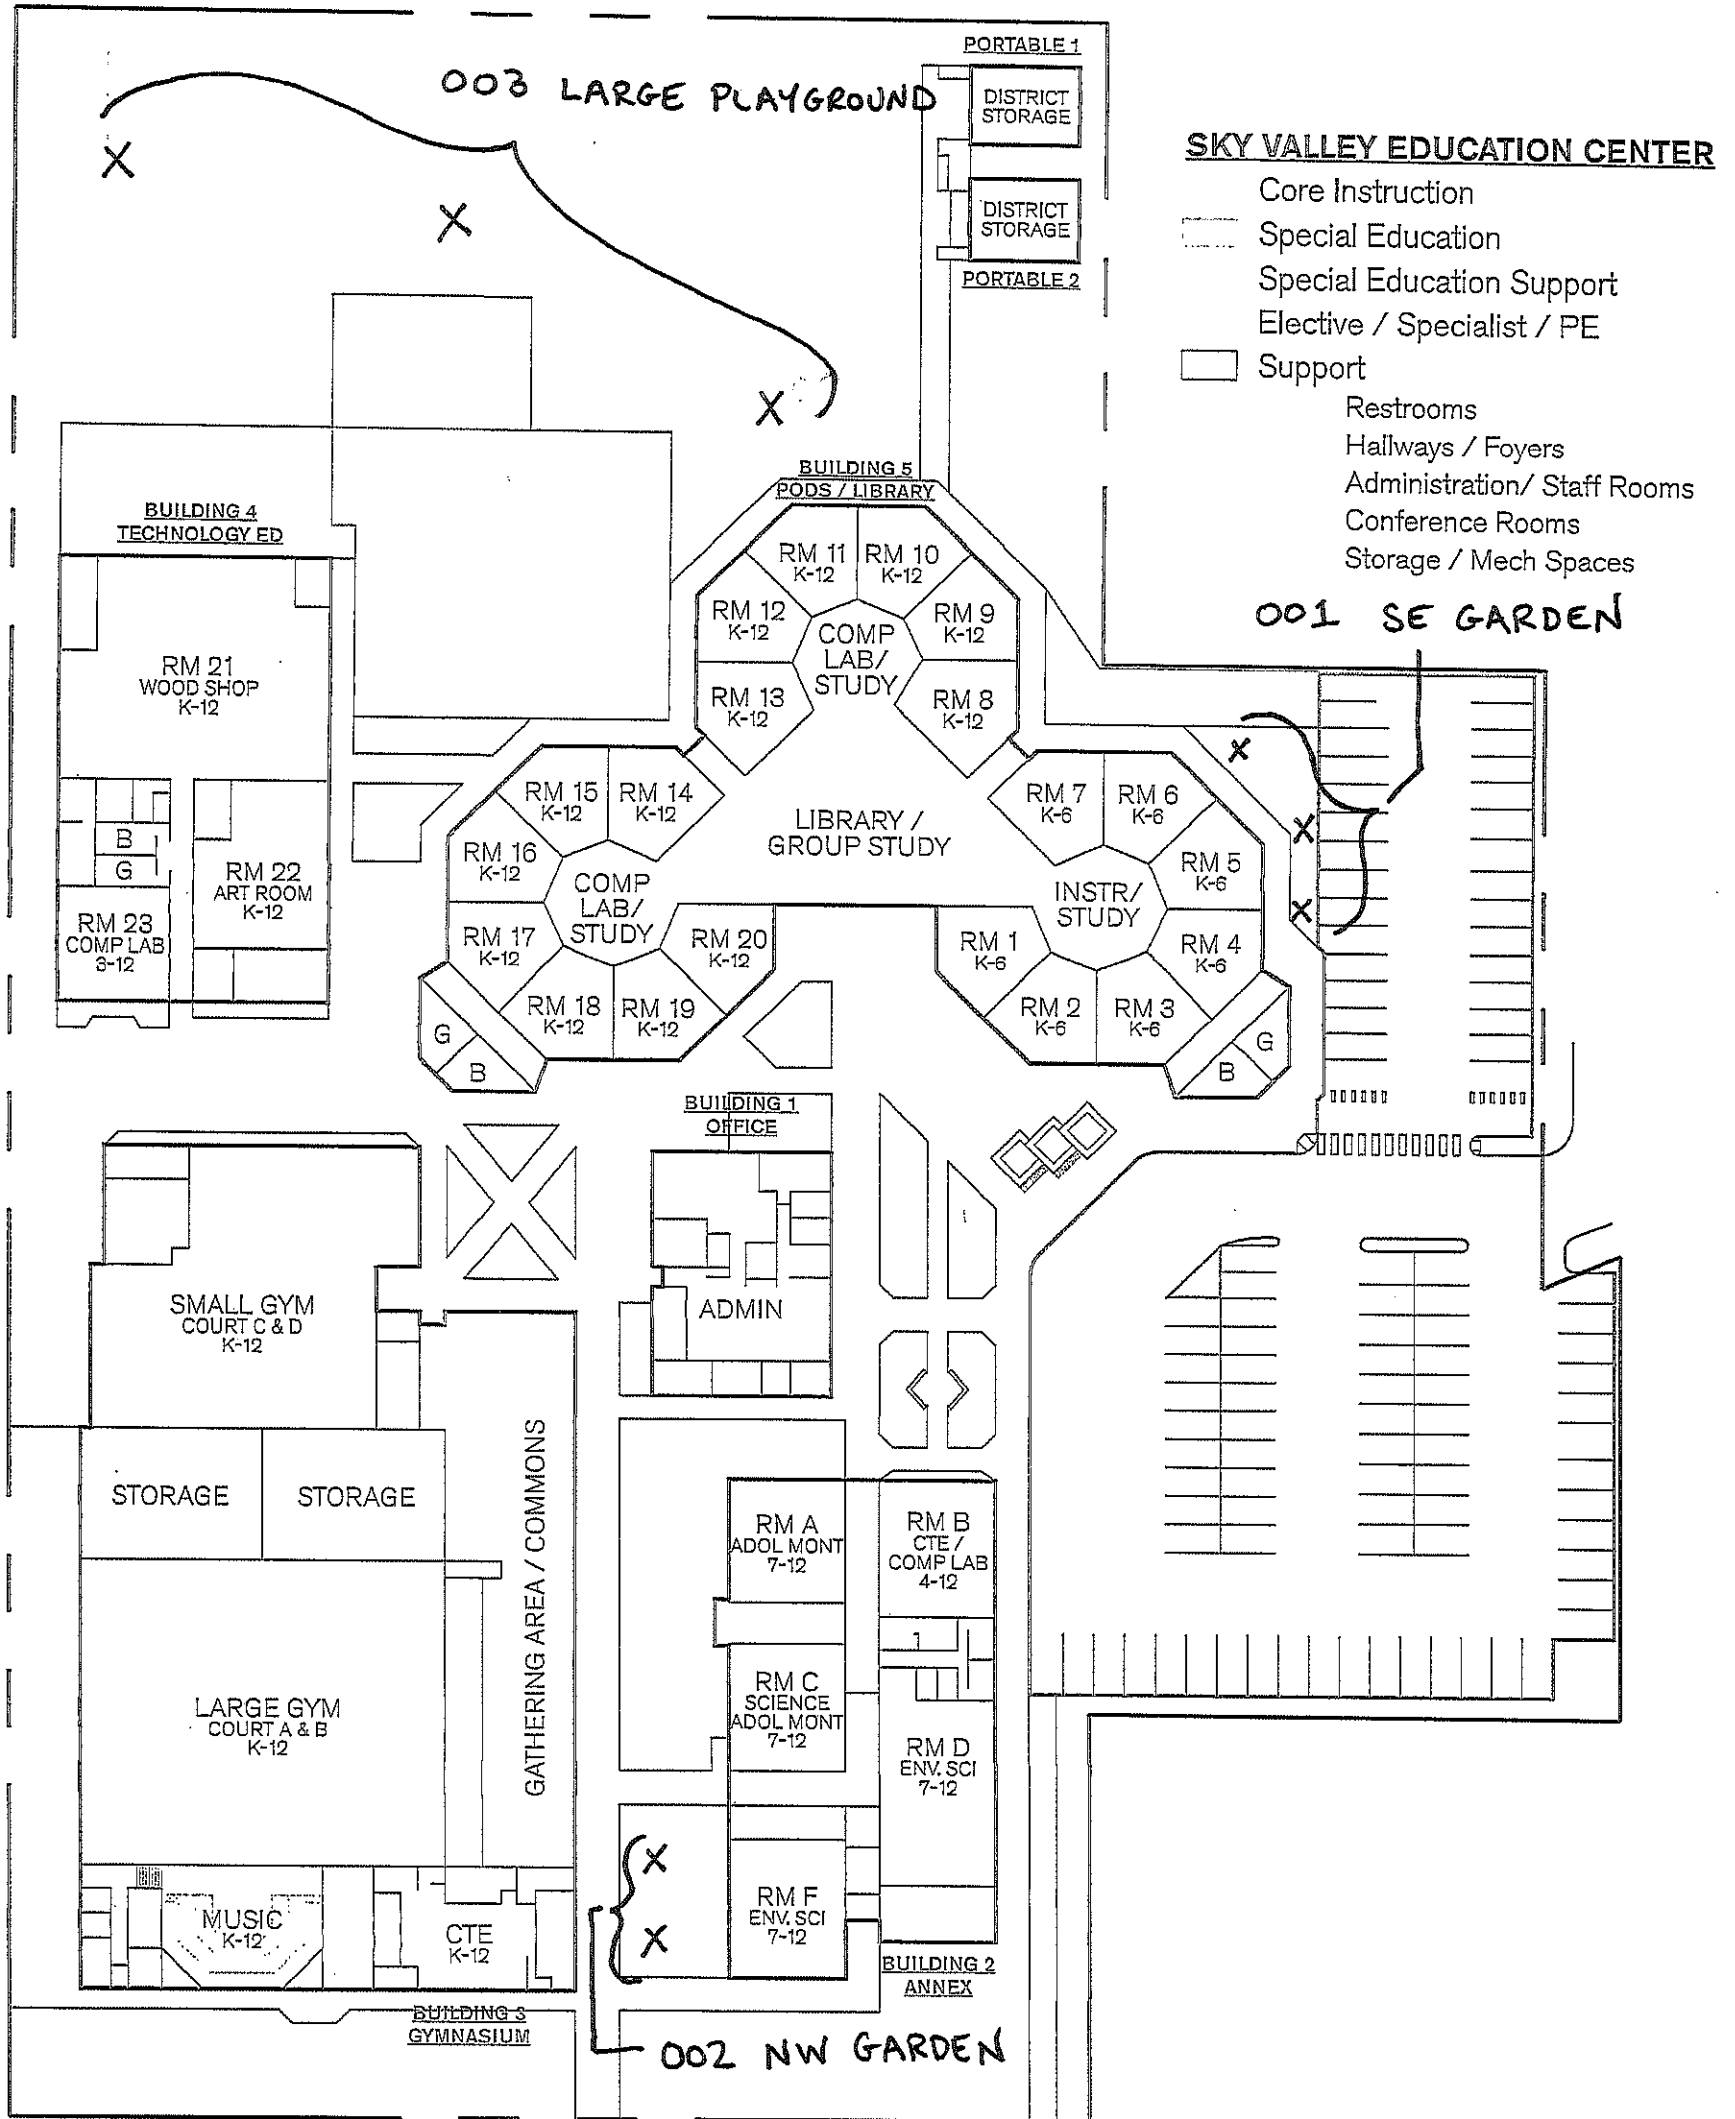 003 LARGE PLAYGROUND
X
X
X
PORTABLE 1
DISTRICT
STORAGE
DISTRICT
STORAGE
PORTABLE 2
SKY VALLEY EDUCATION CENTER
Core Instruction
Special Education
Special Education Support
Elective / Specialist / PE
Support
Restrooms
Hallways / Foyers
Administration/ Staff Rooms
Conference Rooms
Storage / Mech Spaces
001 SE GARDEN
X
X
X
BUILDING 4
TECHNOLOGY ED
RM 21
WOOD SHOP
K-12
B
G
RM 22
ART ROOM
K-12
RM 23
COMP LAB
3-12
BUILDING 5
PODS / LIBRARY
RM 11
K-12
RM 10
K-12
RM 12
K-12
RM 9
K-12
COMP
LAB/
STUDY
RM 13
K-12
RM 8
K-12
RM 15
K-12
RM 14
K-12
LIBRARY /
GROUP STUDY
RM 7
K-6
RM 6
K-6
RM 16
K-12
RM 5
K-6
COMP
LAB/
STUDY
INSTR/
STUDY
RM 17
K-12
RM 20
K-12
RM 1
K-6
RM 4
K-6
RM 18
K-12
RM 19
K-12
RM 2
K-6
RM 3
K-6
G
B
G
B
BUILDING 1
OFFICE
ADMIN
SMALL GYM
COURT C & D
K-12
STORAGE
STORAGE
GATHERING AREA / COMMONS
LARGE GYM
COURT A & B
K-12
MUSIC
K-12
CTE
K-12
BUILDING 3
GYMNASIUM
RM A
ADOL MONT
7-12
RM B
CTE /
COMP LAB
4-12
RM C
SCIENCE
ADOL MONT
7-12
RM D
ENV. SCI
7-12
RM F
ENV. SCI
7-12
BUILDING 2
ANNEX
X
X
002 NW GARDEN